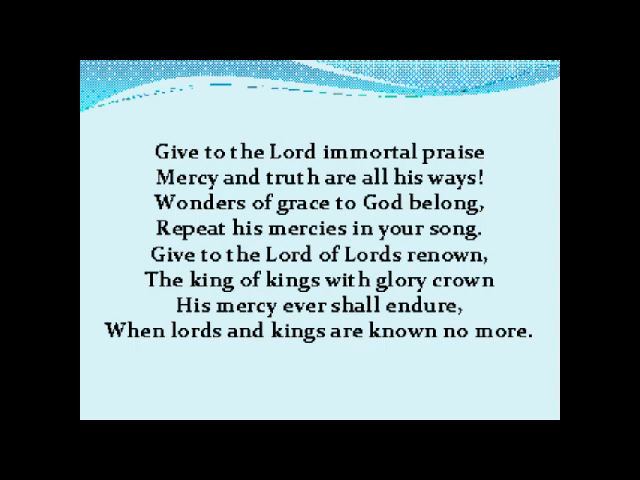 Give to the Lord immortal praise
Mercy and truth are all his ways!
Wonders of grace to God belong,
Repeat his mercies in your song.
Give to the Lord of Lords renown,
The king of kings with glory crown
His mercy ever shall endure,
When lords and kings are known no more.